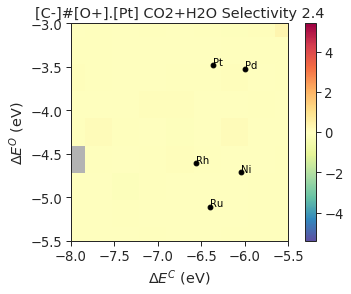 [C-]#[O+].[Pt] CO2+H2O Selectivity 2.4
−3.0
−3.5
−4.0
−4.5
−5.0
−5.5
ΔE^O (eV)
Pt
Pd
Rh
Ni
Ru
−8.0 −7.5 −7.0 −6.5 −6.0 −5.5
ΔE^C (eV)
4
2
0
−2
−4